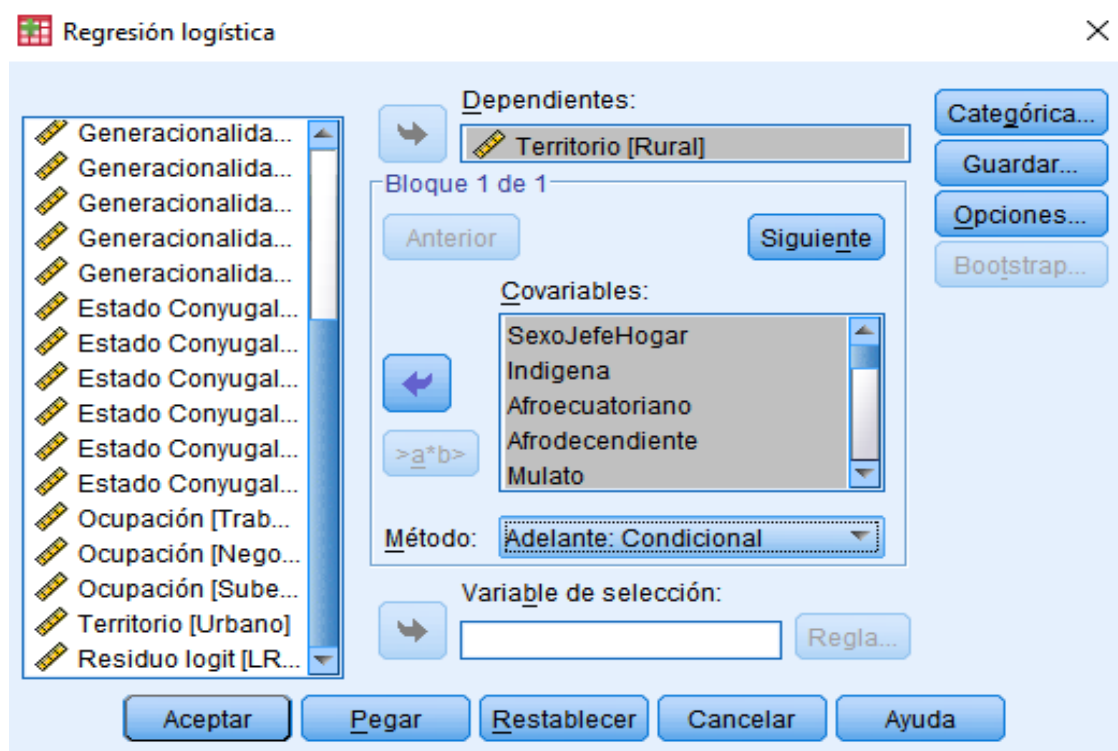 Regresión logística
Generacionalida...
Generacionalida...
Generacionalida...
Generacionalida...
Generacionalida...
Estado Conyugal...
Estado Conyugal...
Estado Conyugal...
Estado Conyugal...
Estado Conyugal...
Estado Conyugal...
Ocupación [Trab...
Ocupación [Nego...
Ocupación [Sube...
Territorio [Urbano]
Residuo logit [LR...
Dependientes:
Territorio [Rural]
Bloque 1 de 1
Anterior
Siguiente
Covariables:
SexoJefeHogar
Indigena
Afroecuatoriano
Afrodecendiente
Mulato
>a*b>
Método:
Adelante: Condicional
Variable de selección:
Regla...
Categórica...
Guardar...
Opciones...
Bootstrap...
Aceptar
Pegar
Restablecer
Cancelar
Ayuda